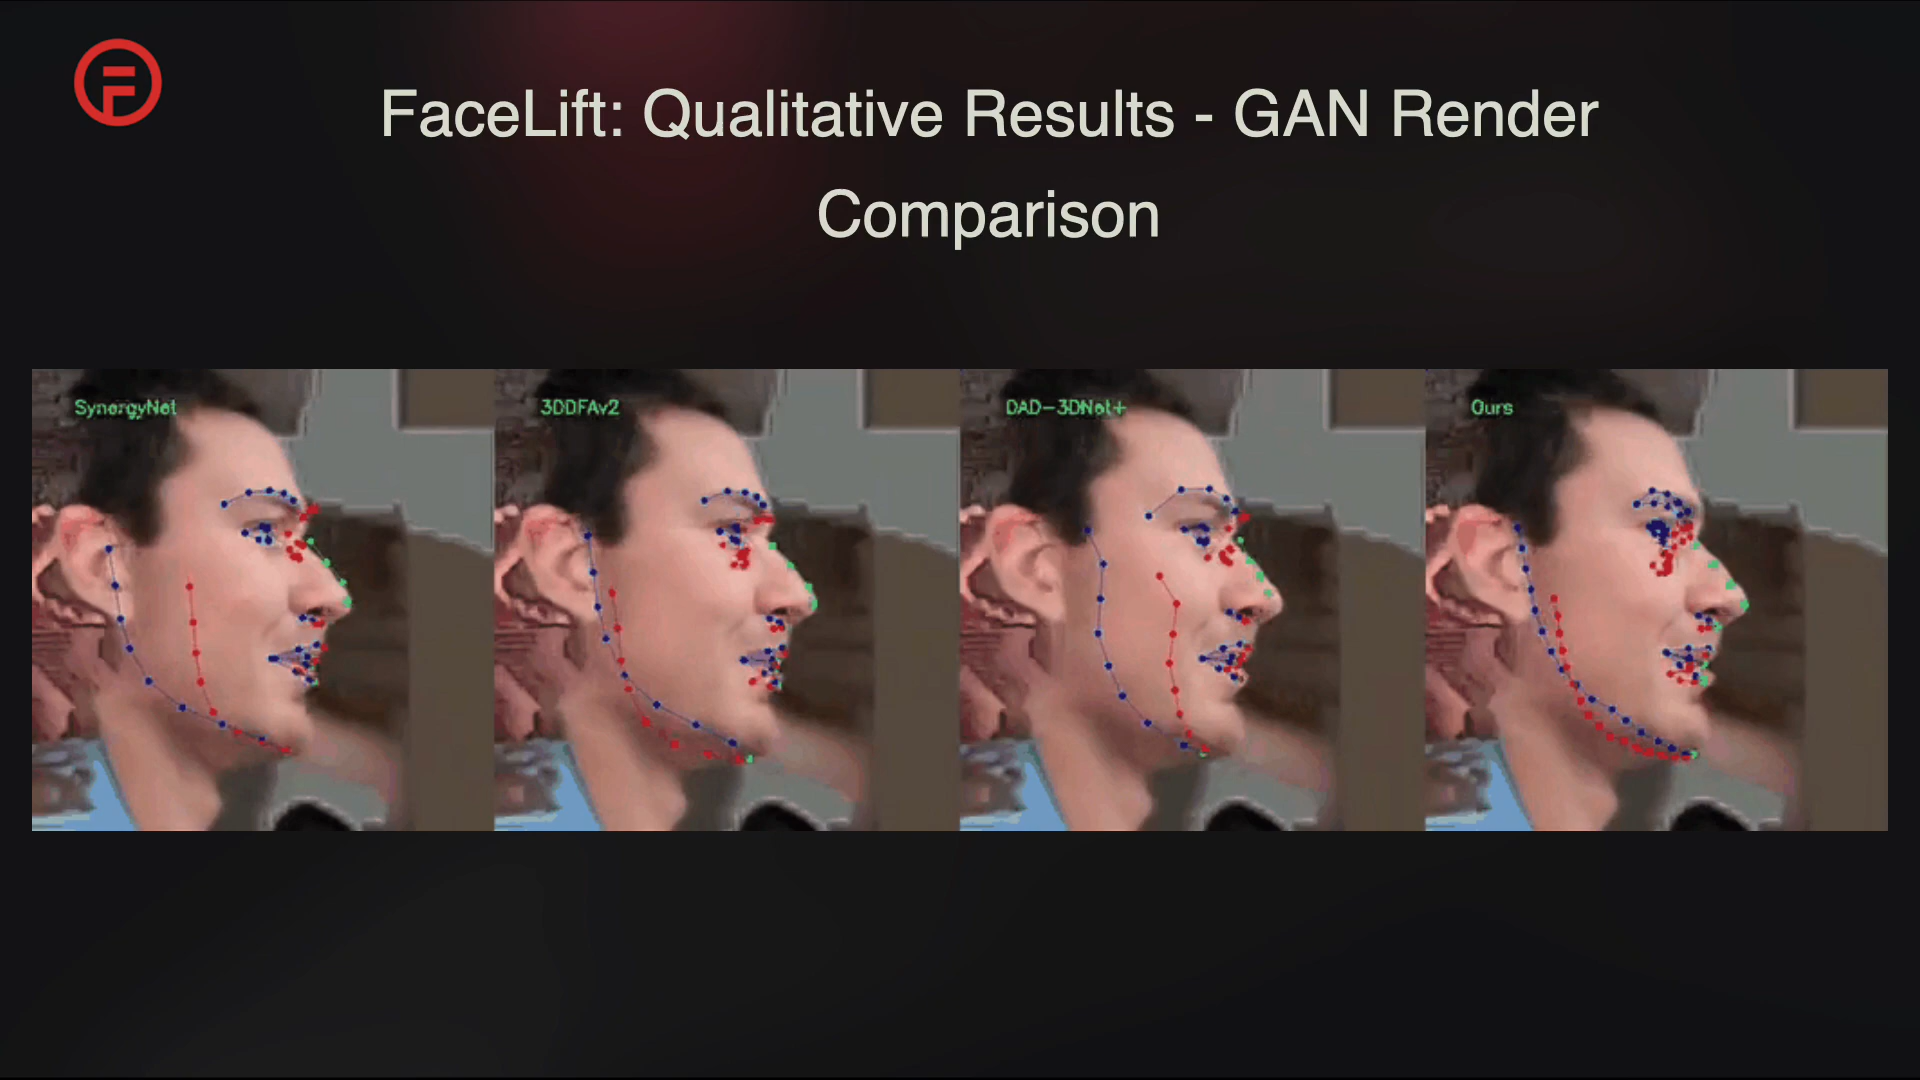 FaceLift: Qualitative Results - GAN Render
Comparison
SynergyNet
3DDFAv2
DAD-3DNet+
Ours